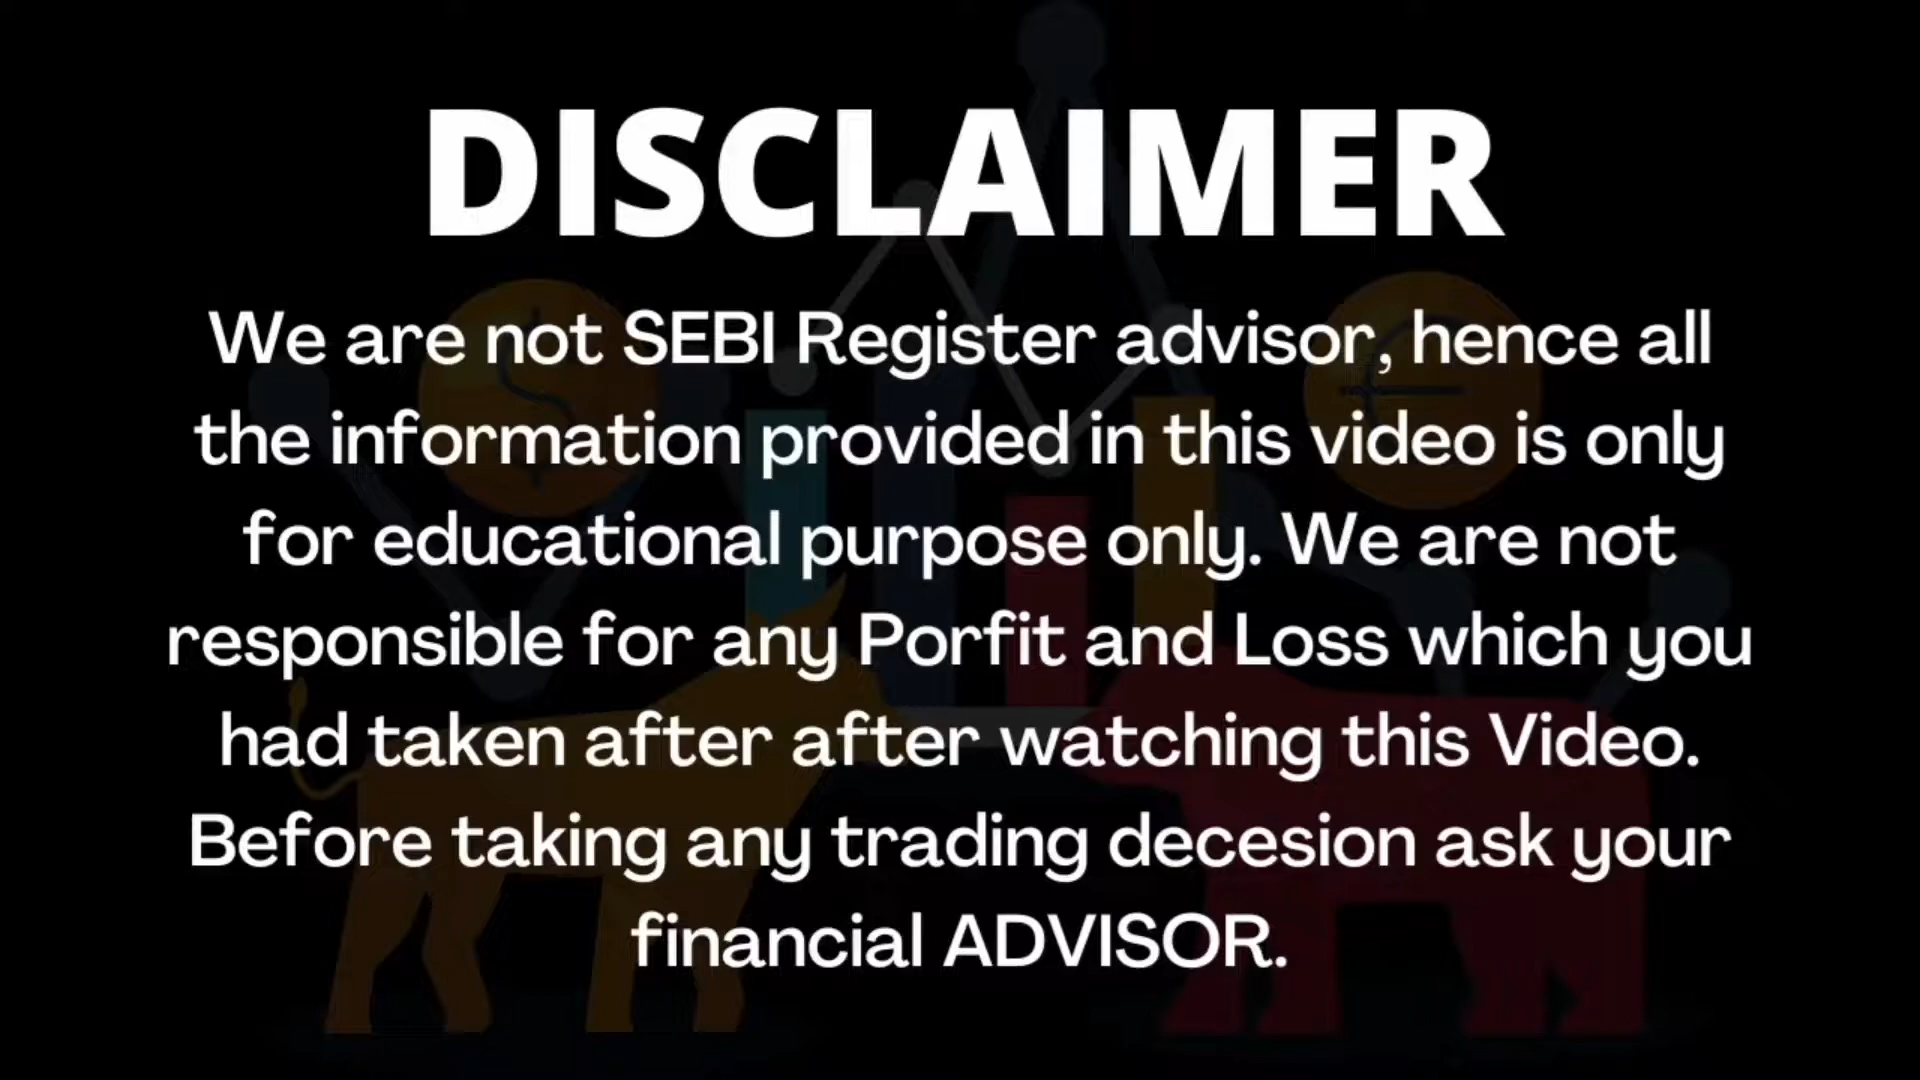 DISCLAIMER
We are not SEBI Register advisor, hence all
the information provided in this video is only
for educational purpose only. We are not
responsible for any Porfit and Loss which you
had taken after after watching this Video.
Before taking any trading decesion ask your
financial ADVISOR.